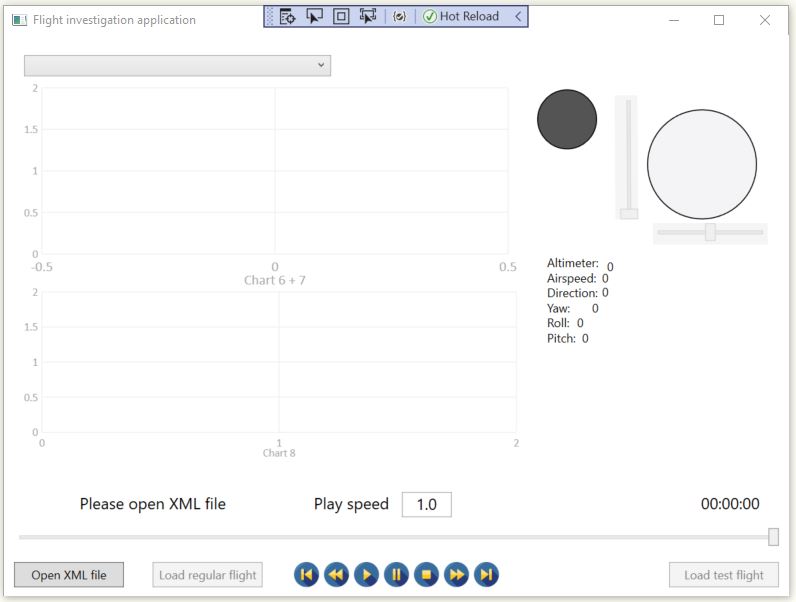 Flight investigation application
Hot Reload
2
1.5
1
0.5
0
-0.5 0 0.5
Chart 6 + 7
2
1.5
1
0.5
0
0 1 2
Chart 8
Altimeter: 0
Airspeed: 0
Direction: 0
Yaw: 0
Roll: 0
Pitch: 0
Please open XML file Play speed 1.0 00:00:00
Open XML file Load regular flight Load test flight